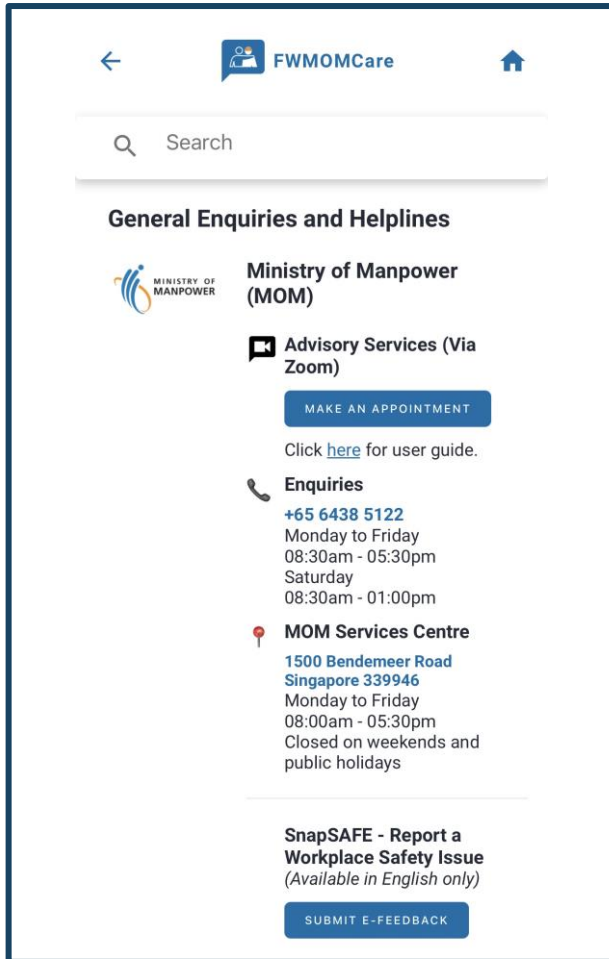 FWMOMCare
Search
General Enquiries and Helplines
MINISTRY OF
MANPOWER
Ministry of Manpower
(MOM)
Advisory Services (Via
Zoom)
MAKE AN APPOINTMENT
Click here for user guide.
Enquiries
+65 6438 5122
Monday to Friday
08:30am - 05:30pm
Saturday
08:30am - 01:00pm
MOM Services Centre
1500 Bendemeer Road
Singapore 339946
Monday to Friday
08:00am - 05:30pm
Closed on weekends and
public holidays
SnapSAFE - Report a
Workplace Safety Issue
(Available in English only)
SUBMIT E-FEEDBACK